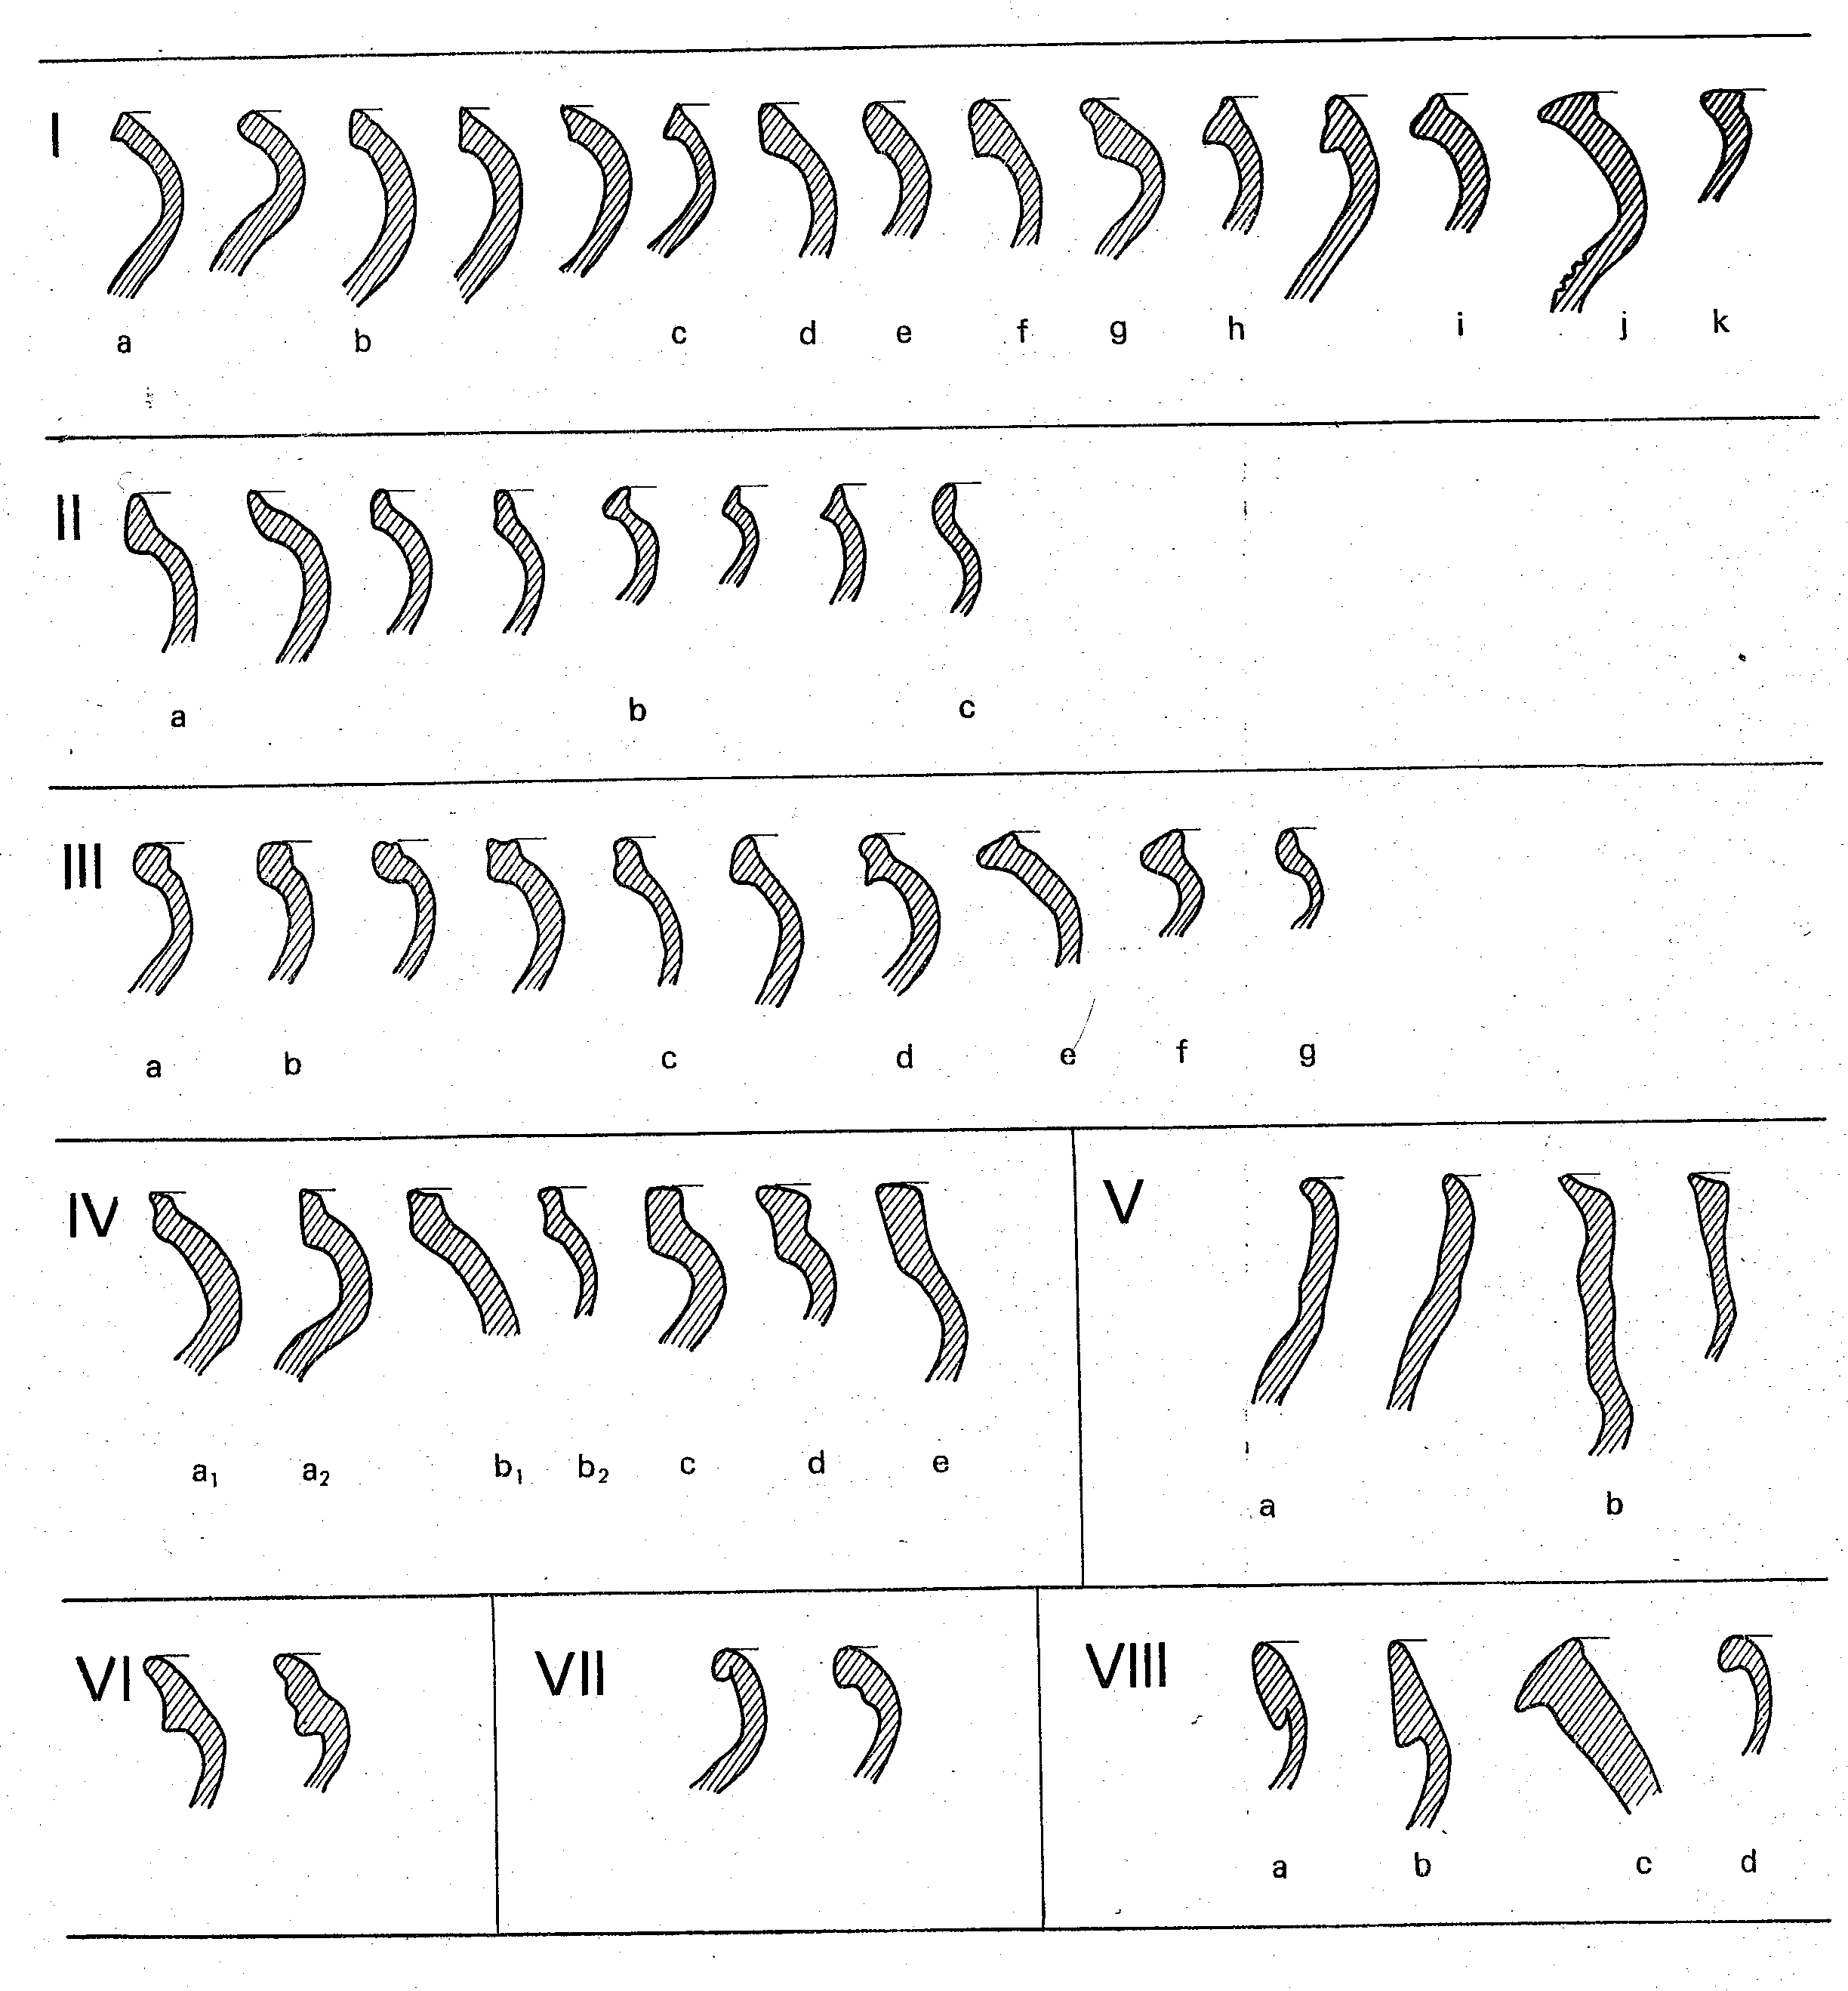 I
a b c d e f g h i j k
II
a b c
III
a b c d e f g
IV V
a₁ a₂ b₁ b₂ c d e
a b
VI VII VIII
a b c d